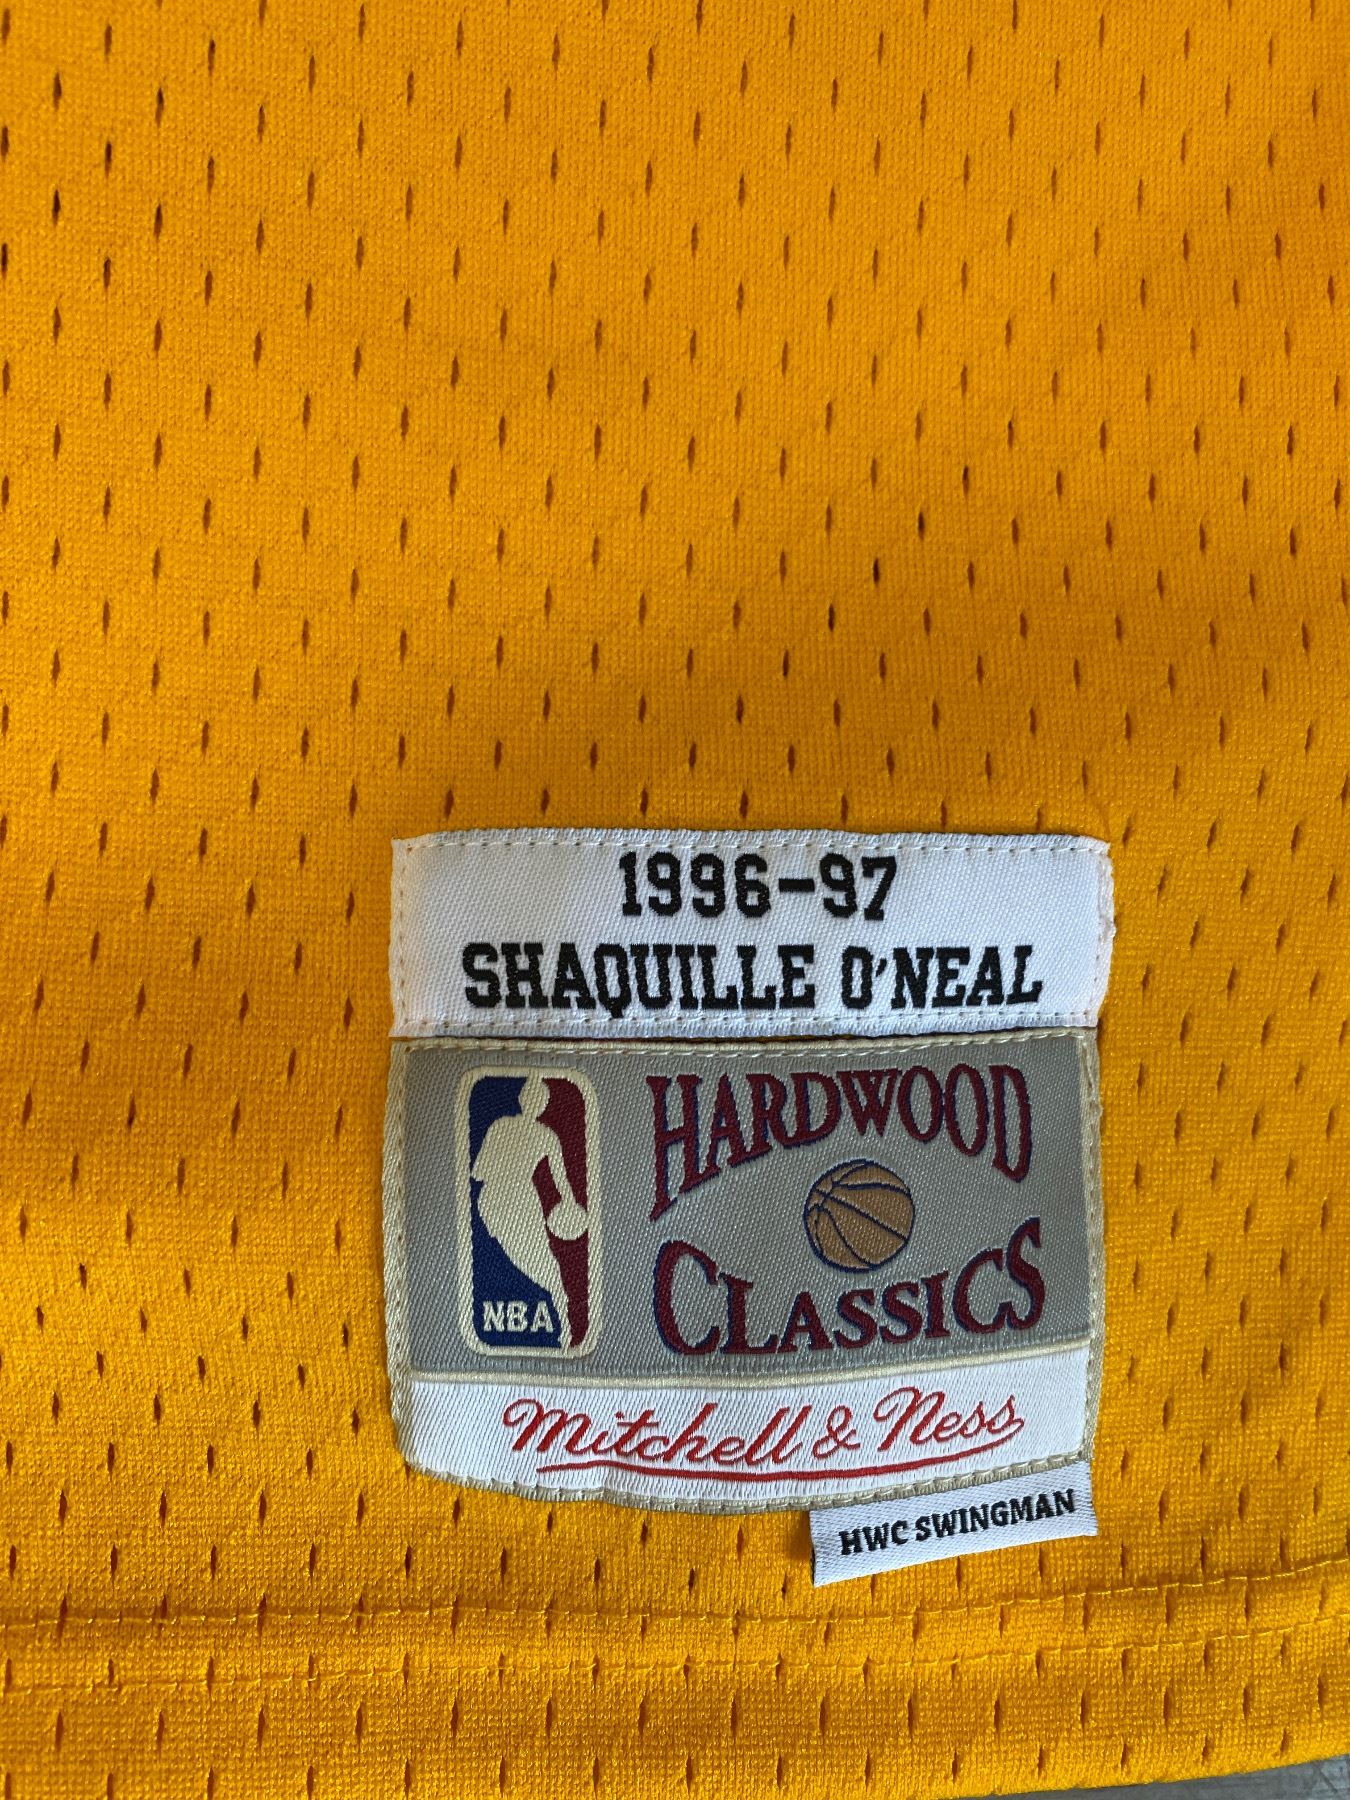 1996-97
SHAQUILLE O'NEAL
HARDWOOD
CLASSICS
NBA
Mitchell & Ness
HWC SWINGMAN